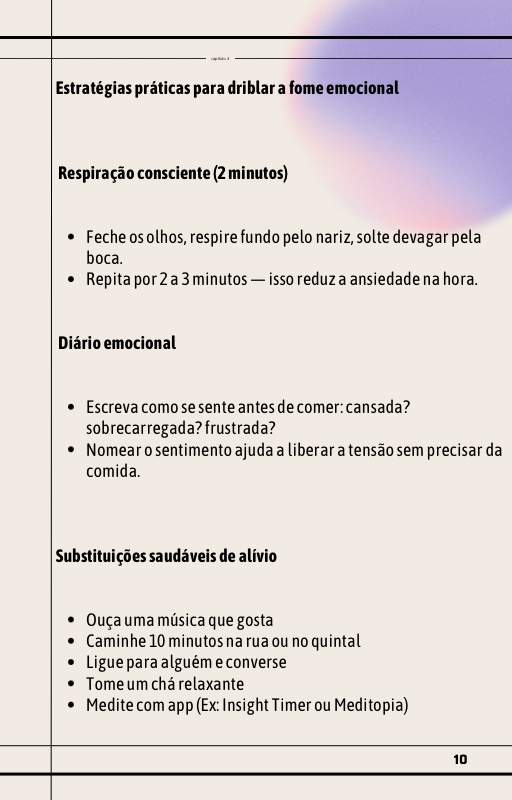 capítulo 3
Estratégias práticas para driblar a fome emocional
Respiração consciente (2 minutos)
• Feche os olhos, respire fundo pelo nariz, solte devagar pela
boca.
• Repita por 2 a 3 minutos — isso reduz a ansiedade na hora.
Diário emocional
• Escreva como se sente antes de comer: cansada?
sobrecarregada? frustrada?
• Nomear o sentimento ajuda a liberar a tensão sem precisar da
comida.
Substituições saudáveis de alívio
• Ouça uma música que gosta
• Caminhe 10 minutos na rua ou no quintal
• Ligue para alguém e converse
• Tome um chá relaxante
• Medite com app (Ex: Insight Timer ou Meditopia)
10